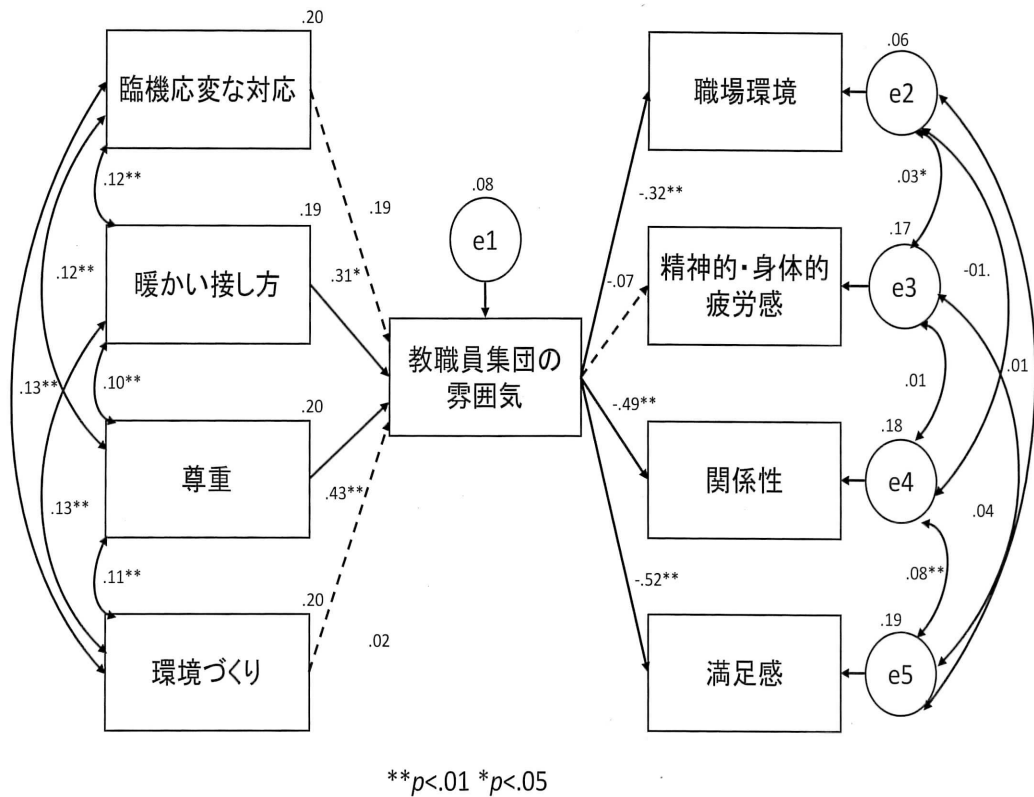 .20
臨機応変な対応
.12**
.19
.19
暖かい接し方
.31*
.12**
.10**
.13**
.20
尊重
.43**
.13**
.11**
.20
環境づくり
.02
.08
e1
教職員集団の
雰囲気
-.32**
-.07
-.49**
-.52**
職場環境
.06
e2
.03*
.17
精神的・身体的
疲労感
e3
-01.
.01
.01
.18
関係性
e4
.04
.08**
.19
満足感
e5
**p<.01 *p<.05